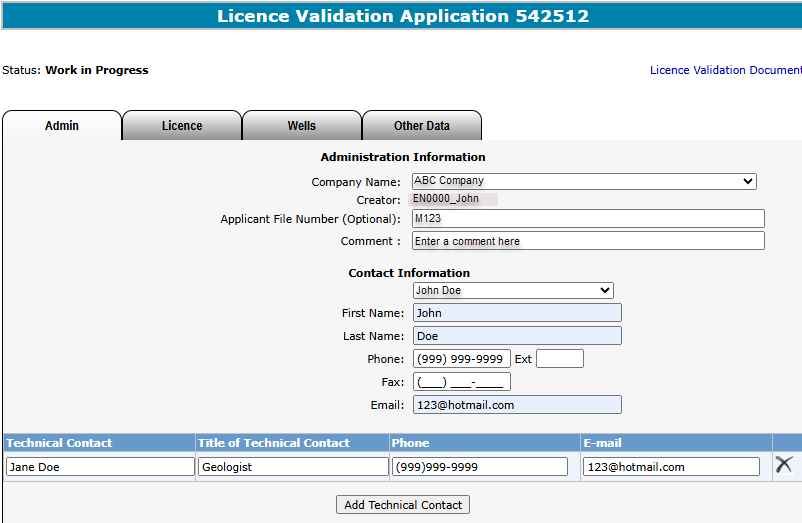 Licence Validation Application 542512
Status: Work in Progress
Licence Validation Document
Admin Licence Wells Other Data
Administration Information
Company Name: ABC Company
Creator: EN0000_John
Applicant File Number (Optional): M123
Comment : Enter a comment here
Contact Information
John Doe
First Name: John
Last Name: Doe
Phone: (999) 999-9999 Ext
Fax: (___) ___-____
Email: 123@hotmail.com
Technical Contact Title of Technical Contact Phone E-mail
Jane Doe Geologist (999)999-9999 123@hotmail.com
Add Technical Contact